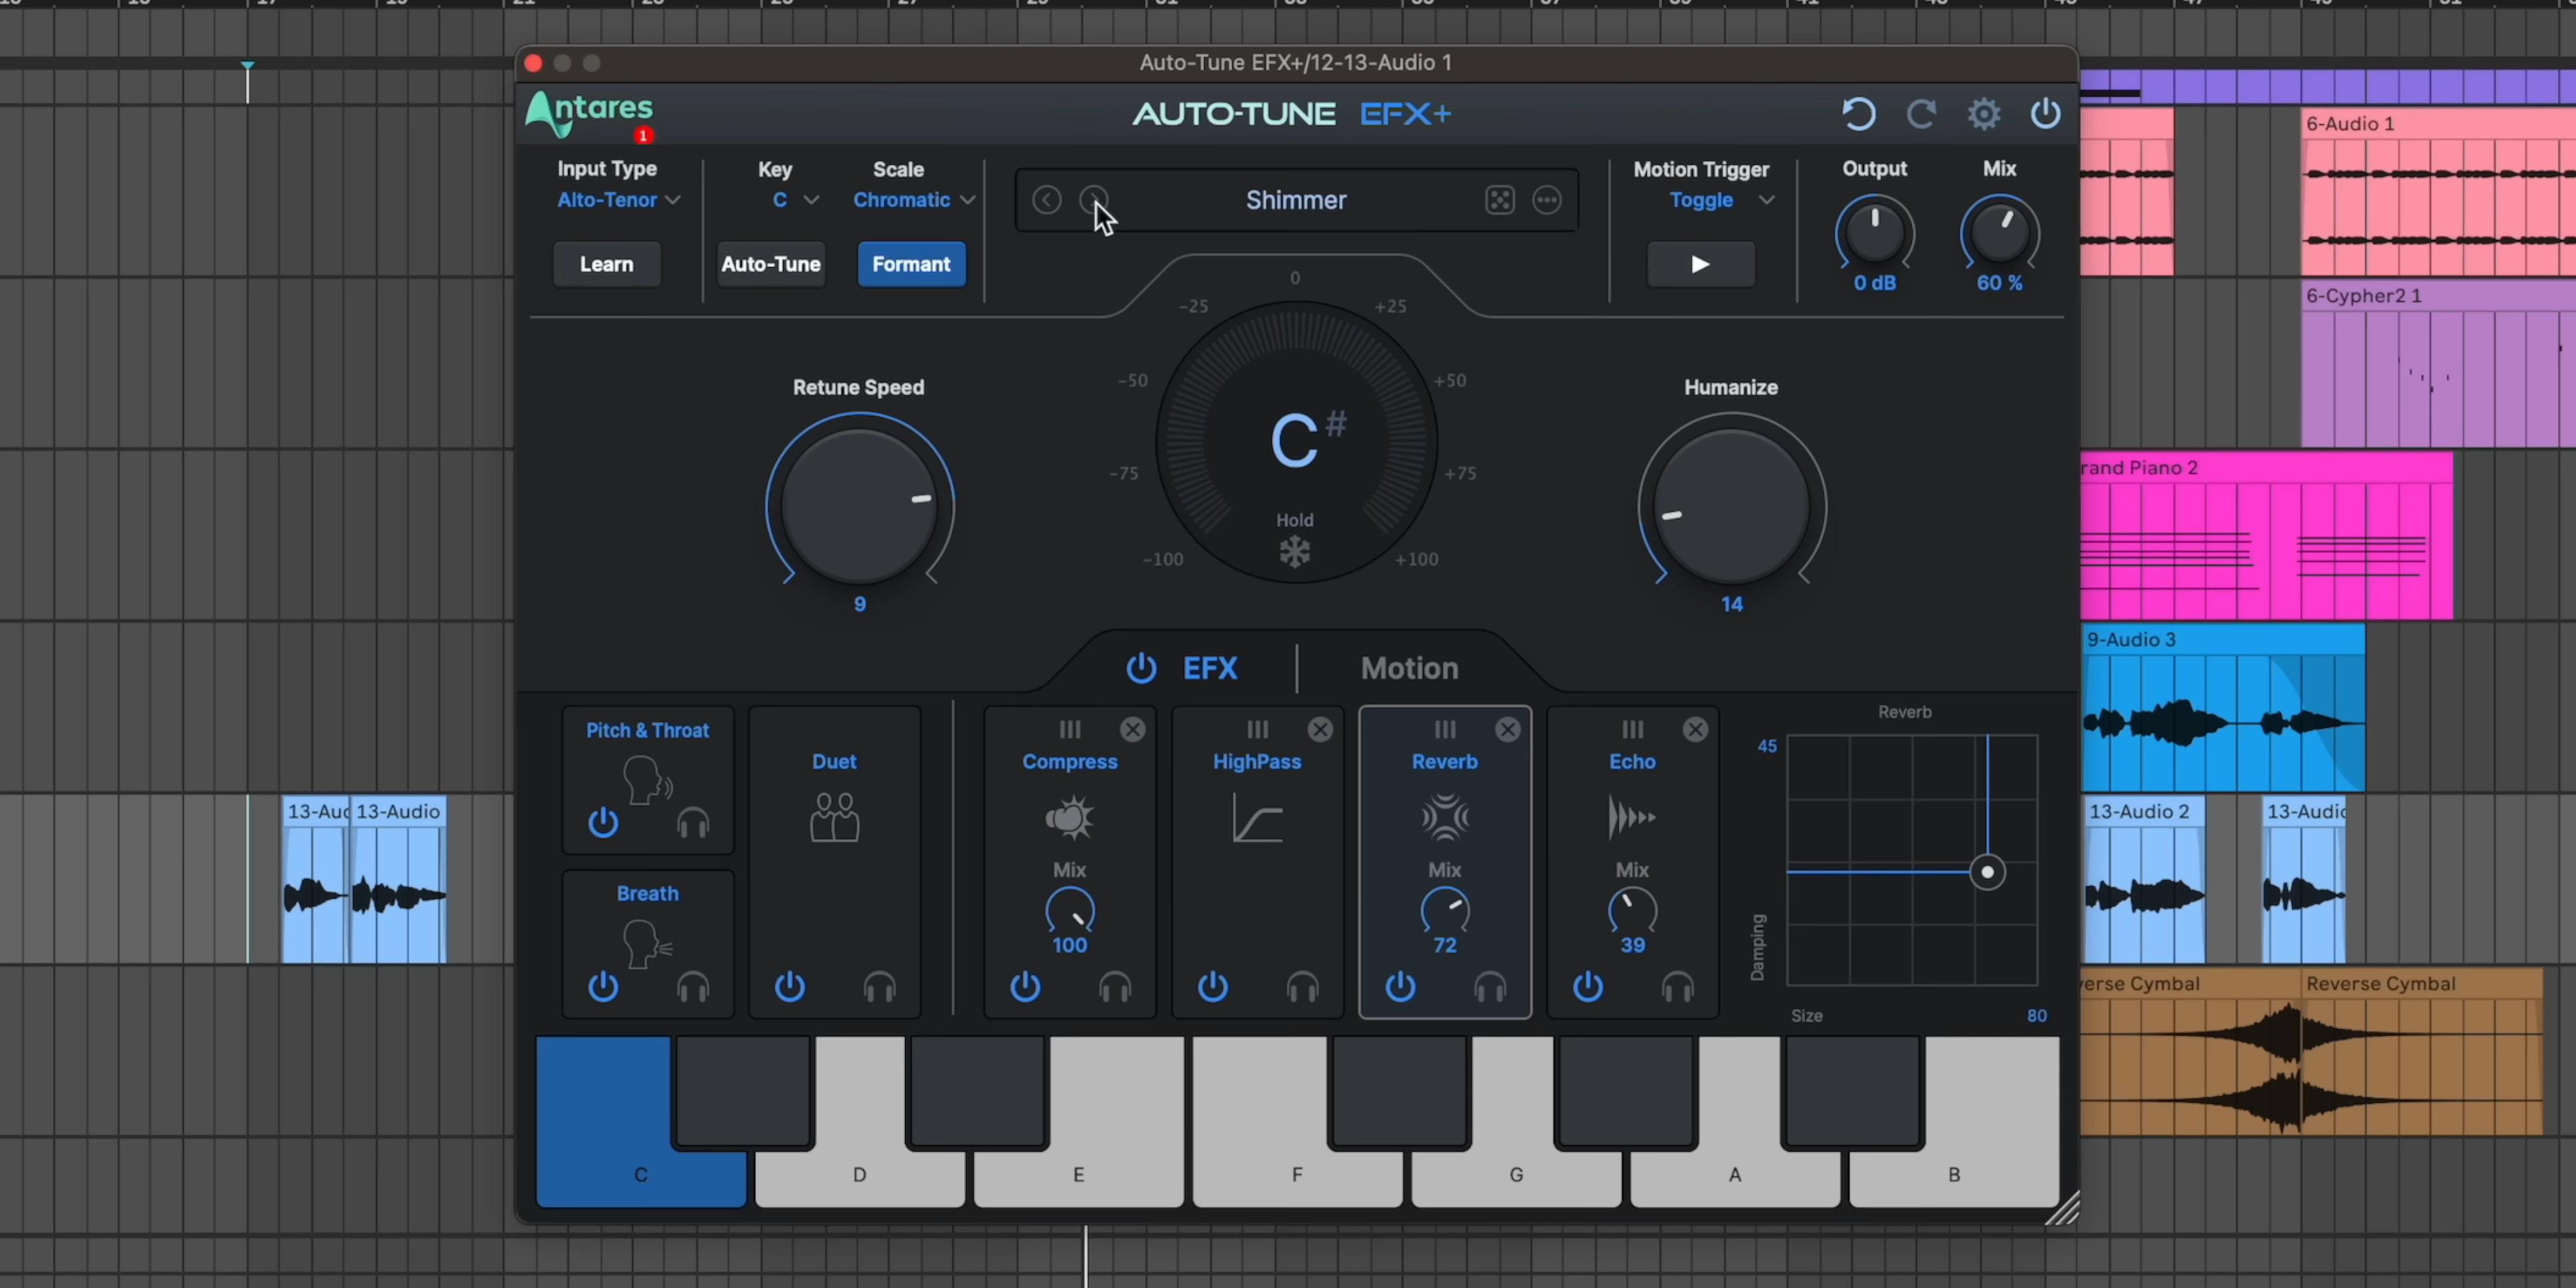 Auto-Tune EFX+/12-13-Audio 1
Antares
1
AUTO-TUNE EFX+
Input Type
Alto-Tenor
Learn
Key
C
Scale
Chromatic
Auto-Tune
Formant
Shimmer
Motion Trigger
Toggle
Output
0 dB
Mix
60 %
0
-25
+25
-50
+50
-75
+75
-100
+100
C#
Hold
Retune Speed
9
Humanize
14
EFX
Motion
Pitch & Throat
Breath
Duet
Compress
Mix
100
HighPass
Reverb
Mix
72
Echo
Mix
39
Reverb
45
Damping
Size
80
C
D
E
F
G
A
B
13-Aud
13-Audio
6-Audio 1
6-Cypher2 1
rand Piano 2
9-Audio 3
13-Audio 2
13-Audio
verse Cymbal
Reverse Cymbal